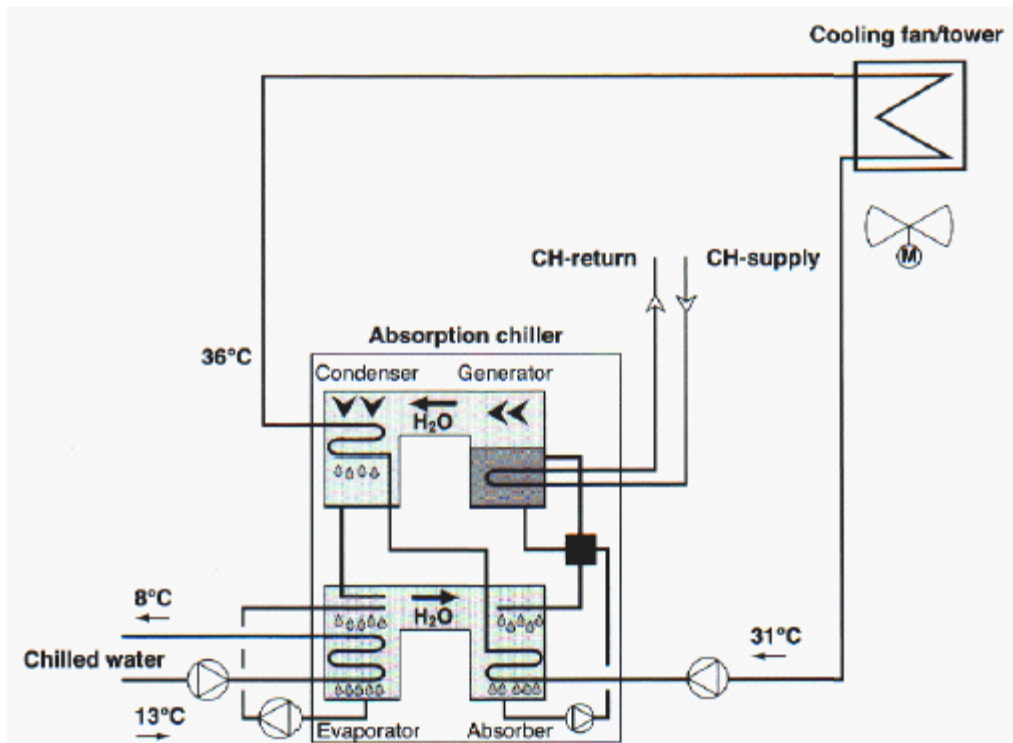 Cooling fan/tower
M
CH-return
CH-supply
Absorption chiller
36°C
Condenser
Generator
H₂O
8°C
H₂O
31°C
Chilled water
13°C
Evaporator
Absorber